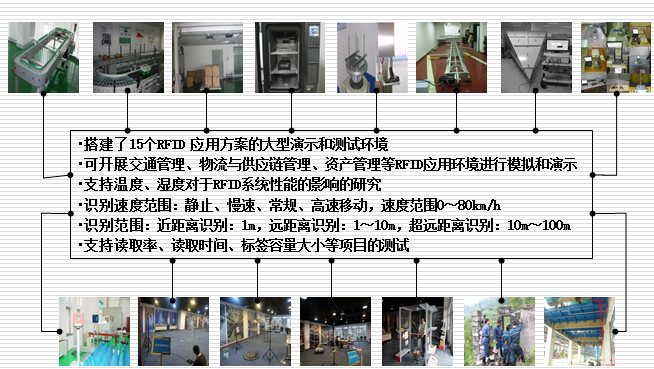 ·搭建了15个RFID 应用方案的大型演示和测试环境
·可开展交通管理、物流与供应链管理、资产管理等RFID应用环境进行模拟和演示
·支持温度、湿度对于RFID系统性能的影响的研究
·识别速度范围：静止、慢速、常规、高速移动，速度范围0～80km/h
·识别范围：近距离识别：1m，远距离识别：1～10m，超远距离识别：10m～100m
·支持读取率、读取时间、标签容量大小等项目的测试